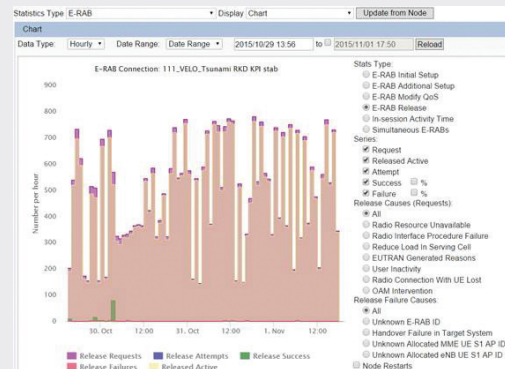 Statistics Type E-RAB Display Chart Update from Node
Chart
Data Type: Hourly Date Range: Date Range 2015/10/29 13:56 to 2015/11/01 17:50 Reload
E-RAB Connection: 111_VELO_Tsunami RKD KPI stab
900
800
700
600
500
400
300
200
100
0
Number per hour
30. Oct 12:00 31. Oct 12:00 1. Nov 12:00
Release Requests Release Attempts Release Success
Release Failures Released Active
Stats Type:
E-RAB Initial Setup
E-RAB Additional Setup
E-RAB Modify QoS
E-RAB Release
In-session Activity Time
Simultaneous E-RABs
Series:
Request
Released Active
Attempt
Success %
Failure %
Release Causes (Requests):
All
Radio Resource Unavailable
Radio Interface Procedure Failure
Reduce Load In Serving Cell
EUTRAN Generated Reasons
User Inactivity
Radio Connection With UE Lost
OAM Intervention
Release Failure Causes
All
Unknown E-RAB ID
Handover Failure in Target System
Unknown Allocated MME UE S1 AP ID
Unknown Allocated eNB UE S1 AP ID
Node Restarts